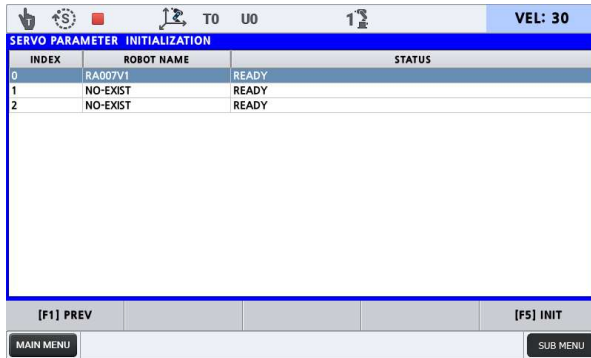 (S) T0 U0 1 VEL: 30
SERVO PARAMETER INITIALIZATION
INDEX ROBOT NAME STATUS
0 RA007V1 READY
1 NO-EXIST READY
2 NO-EXIST READY
[F1] PREV [F5] INIT
MAIN MENU SUB MENU